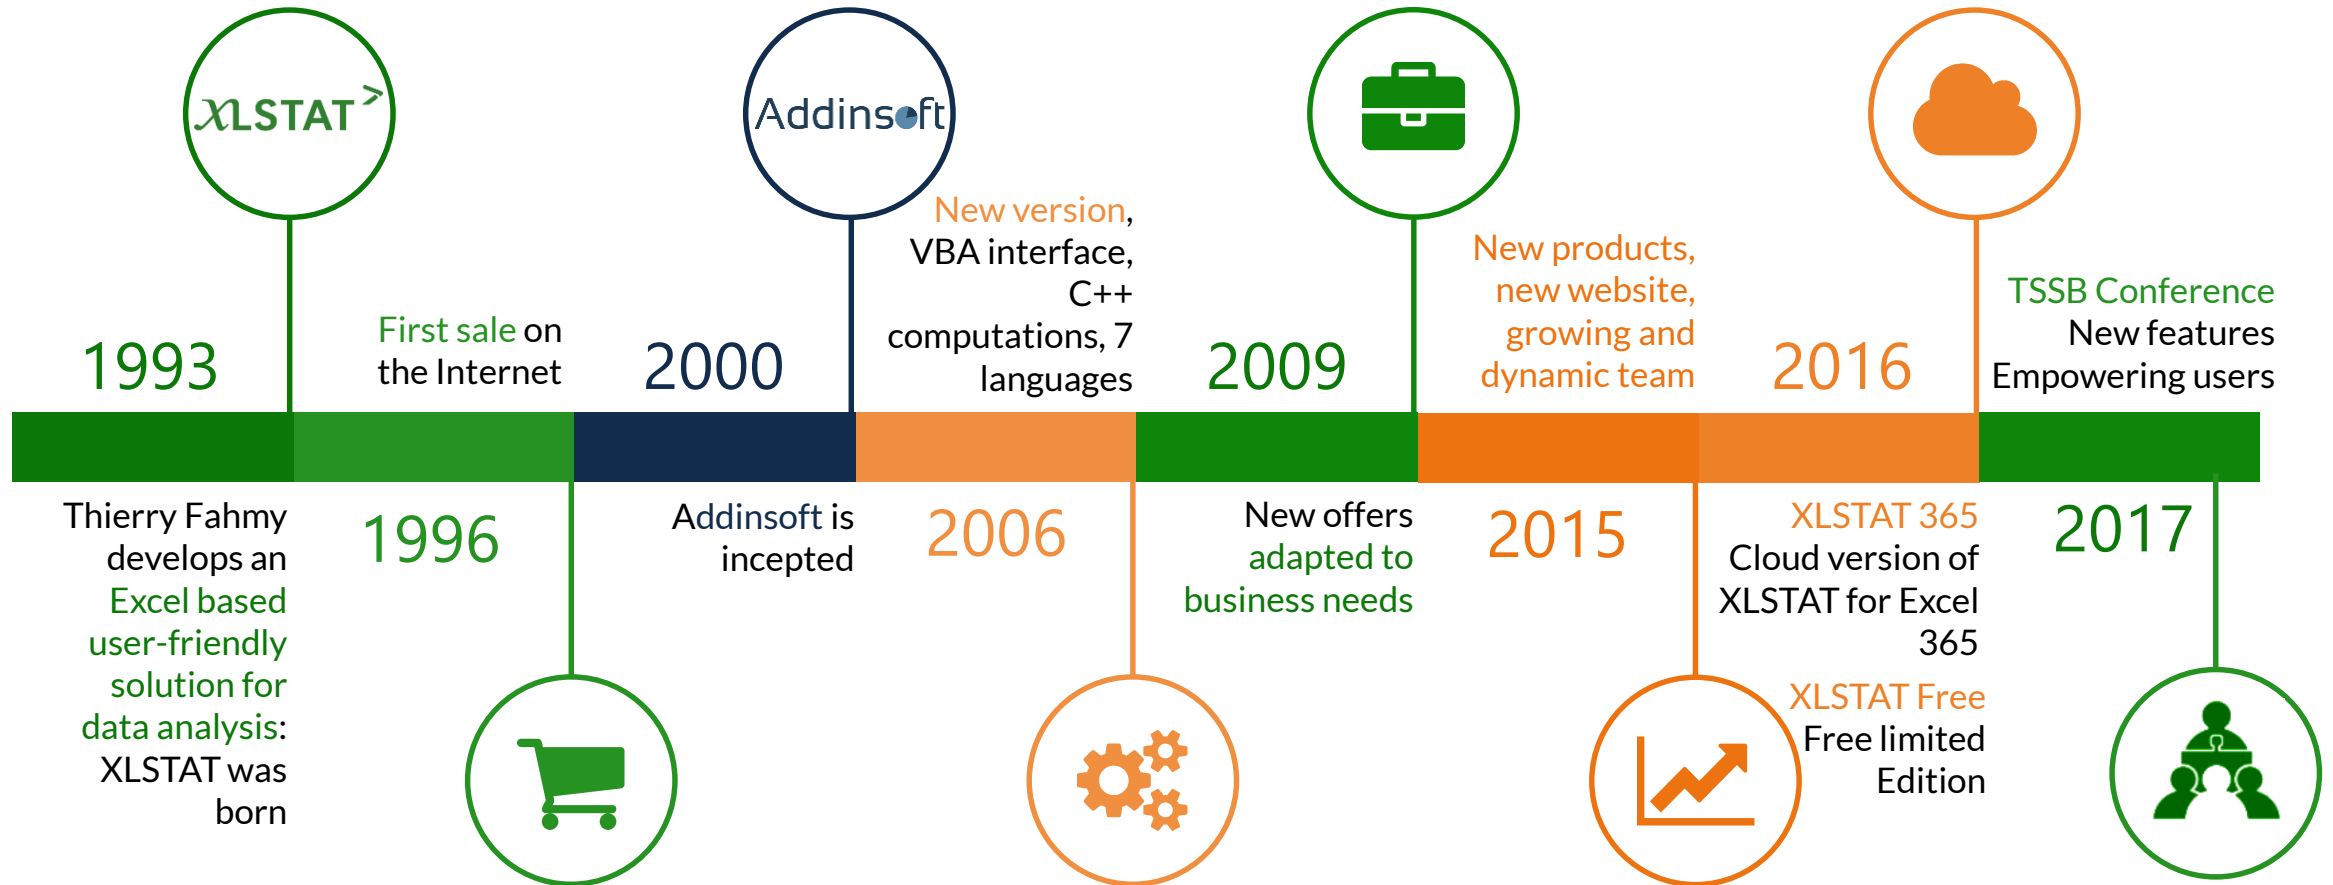 XLSTAT
1993
Thierry Fahmy
develops an
Excel based
user-friendly
solution for
data analysis:
XLSTAT was
born
First sale on
the Internet
1996
Addinsoft
2000
Addinsoft is
incepted
New version,
VBA interface,
C++
computations, 7
languages
2006
2009
New offers
adapted to
business needs
New products,
new website,
growing and
dynamic team
2015
2016
XLSTAT 365
Cloud version of
XLSTAT for Excel
365
XLSTAT Free
Free limited
Edition
TSSB Conference
New features
Empowering users
2017